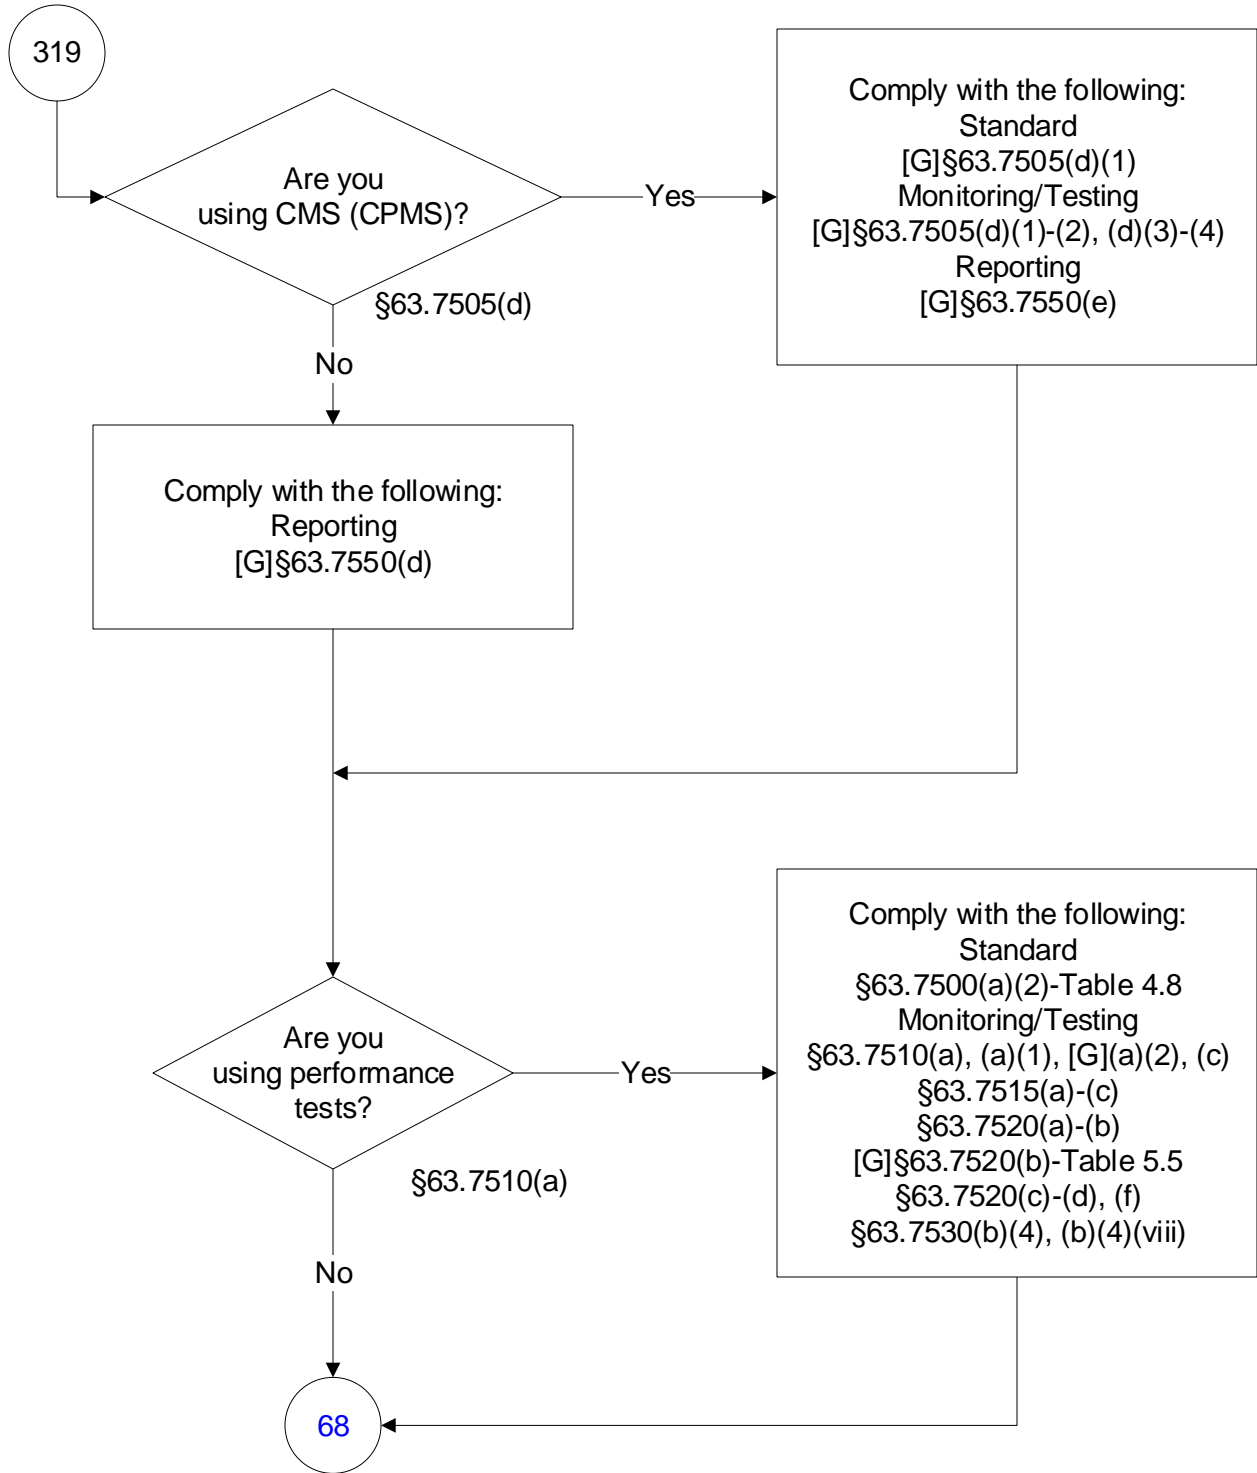 319
Are you
using CMS (CPMS)?
§63.7505(d)
Yes
Comply with the following:
Standard
[G]§63.7505(d)(1)
Monitoring/Testing
[G]§63.7505(d)(1)-(2), (d)(3)-(4)
Reporting
[G]§63.7550(e)
No
Comply with the following:
Reporting
[G]§63.7550(d)
Are you
using performance
tests?
§63.7510(a)
Yes
Comply with the following:
Standard
§63.7500(a)(2)-Table 4.8
Monitoring/Testing
§63.7510(a), (a)(1), [G](a)(2), (c)
§63.7515(a)-(c)
§63.7520(a)-(b)
[G]§63.7520(b)-Table 5.5
§63.7520(c)-(d), (f)
§63.7530(b)(4), (b)(4)(viii)
No
68